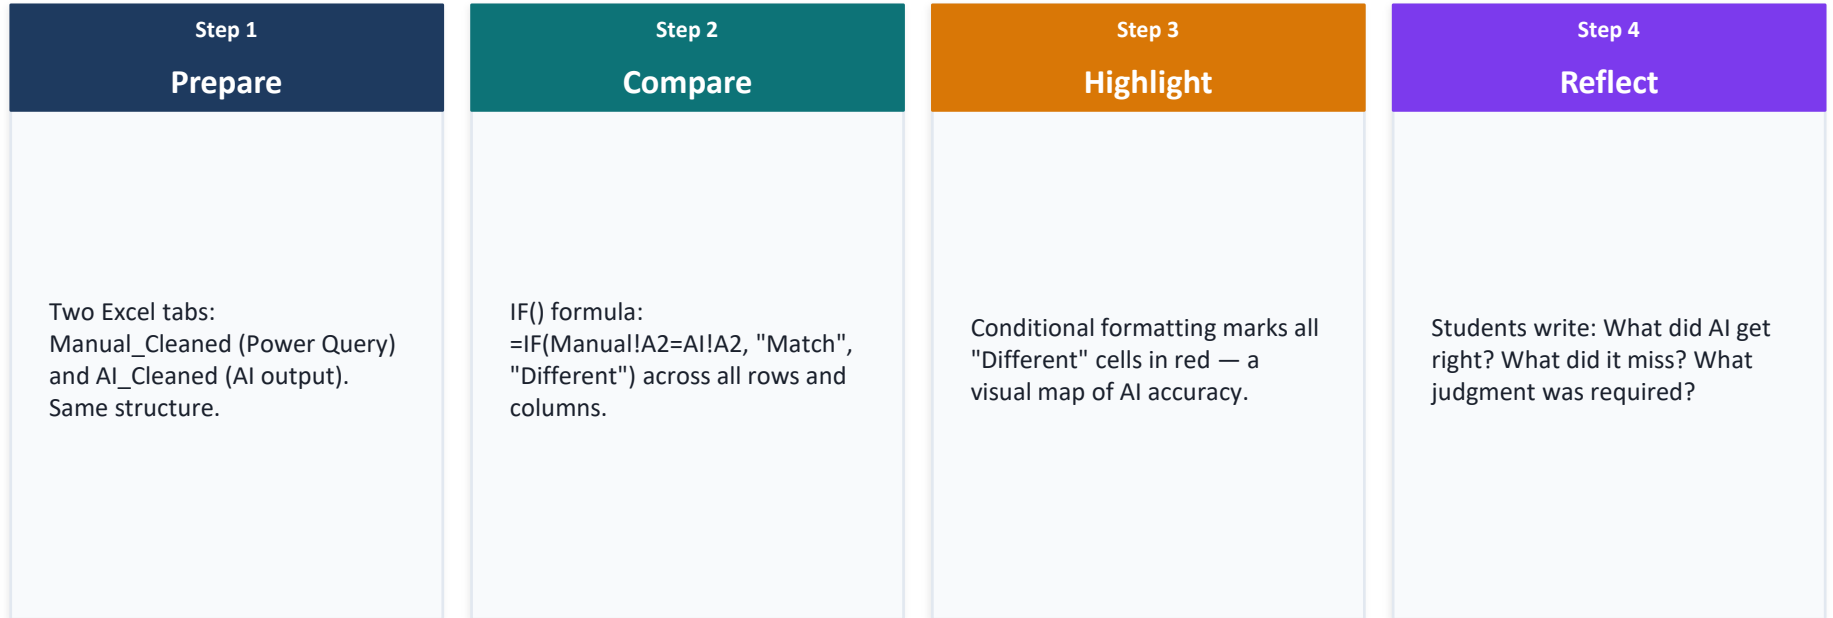 Step 1
Prepare
Two Excel tabs:
Manual_Cleaned (Power Query)
and AI_Cleaned (AI output).
Same structure.
Step 2
Compare
IF() formula:
=IF(Manual!A2=AI!A2, "Match",
"Different") across all rows and
columns.
Step 3
Highlight
Conditional formatting marks all
"Different" cells in red — a
visual map of AI accuracy.
Step 4
Reflect
Students write: What did AI get
right? What did it miss? What
judgment was required?